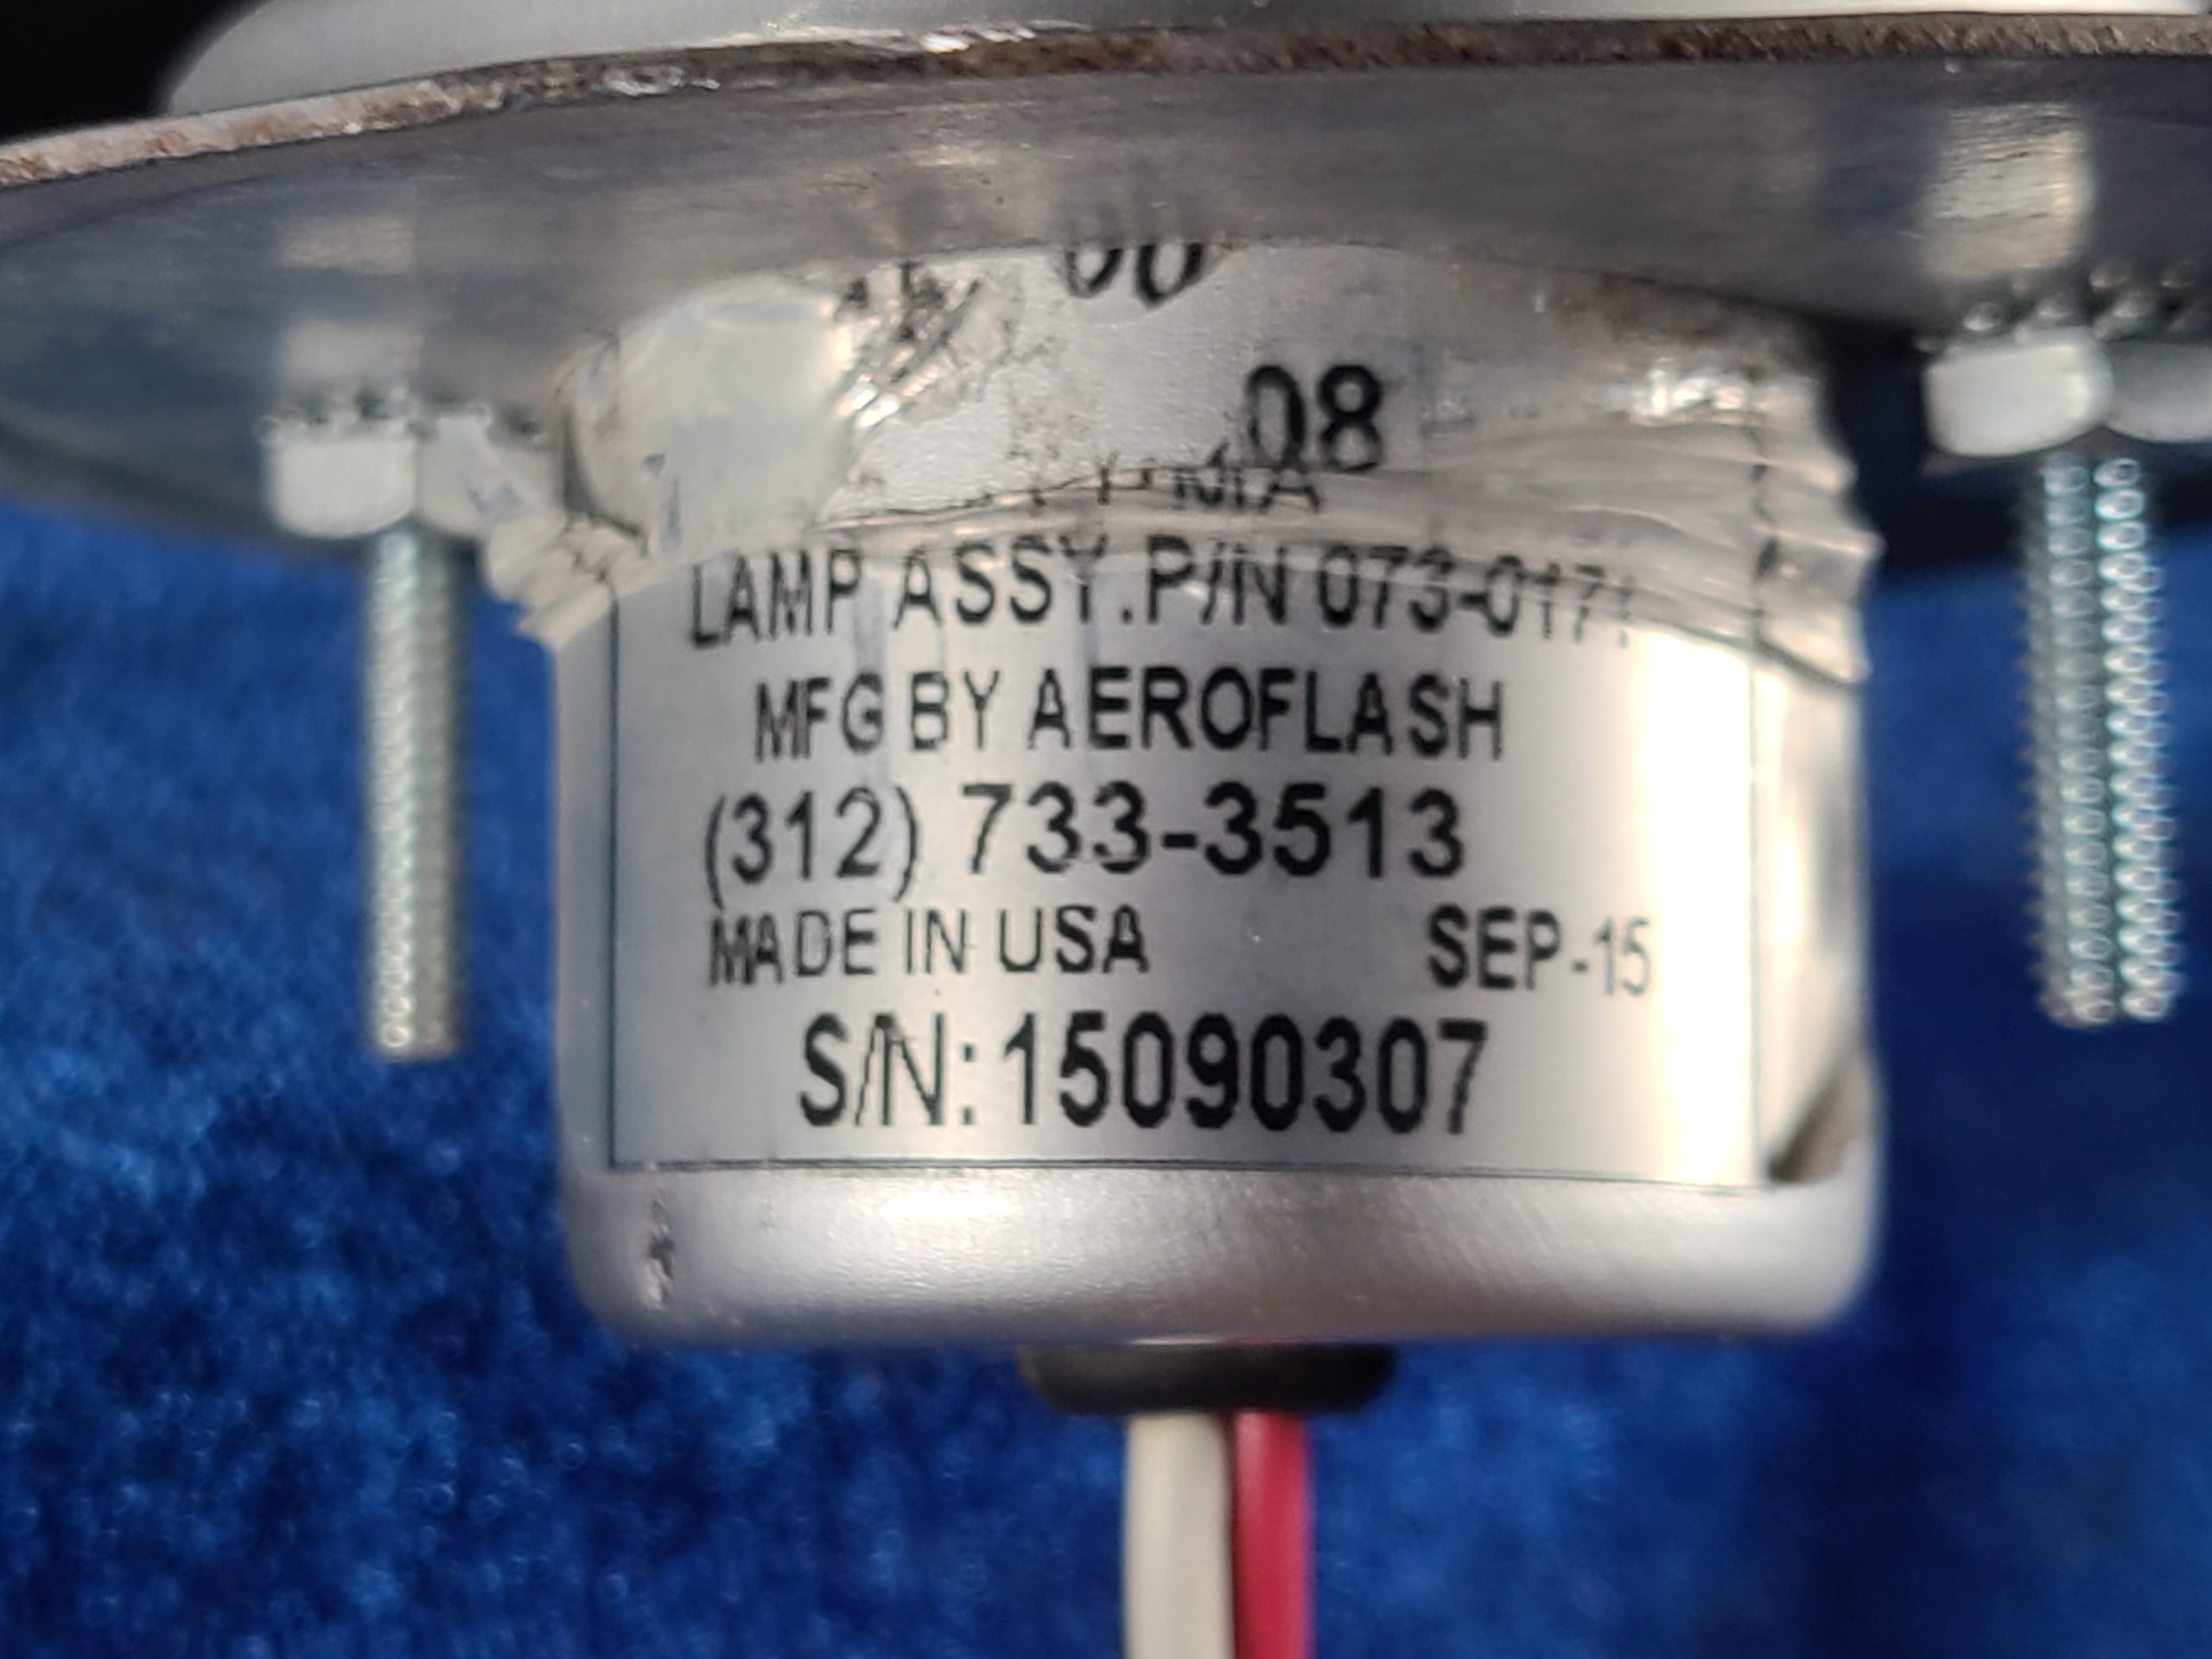 08
LAMP ASSY.P/N 073-0171
MFG BY AEROFLASH
(312) 733-3513
MADE IN USA SEP-15
S/N:15090307